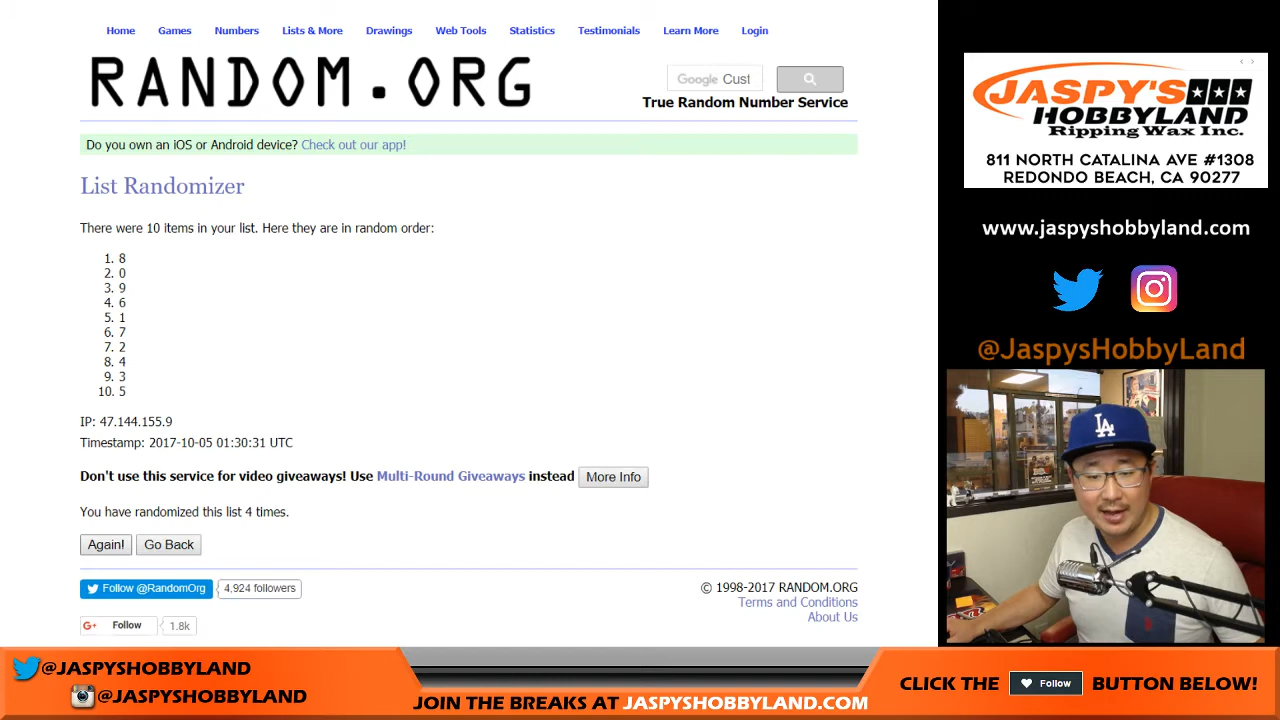 Home Games Numbers Lists & More Drawings Web Tools Statistics Testimonials Learn More Login
RANDOM.ORG
Google Cust
True Random Number Service
Do you own an iOS or Android device? Check out our app!
List Randomizer
There were 10 items in your list. Here they are in random order:
1. 8
2. 0
3. 9
4. 6
5. 1
6. 7
7. 2
8. 4
9. 3
10. 5
IP: 47.144.155.9
Timestamp: 2017-10-05 01:30:31 UTC
Don't use this service for video giveaways! Use Multi-Round Giveaways instead More Info
You have randomized this list 4 times.
Again! Go Back
Follow @RandomOrg 4,924 followers
G+ Follow 1.8k
© 1998-2017 RANDOM.ORG
Terms and Conditions
About Us
JASPY'S
HOBBYLAND
Ripping Wax Inc.
811 NORTH CATALINA AVE #1308
REDONDO BEACH, CA 90277
www.jaspyshobbyland.com
@JaspysHobbyLand
LA
@JASPYSHOBBYLAND
@JASPYSHOBBYLAND
JOIN THE BREAKS AT JASPYSHOBBYLAND.COM
CLICK THE Follow BUTTON BELOW!